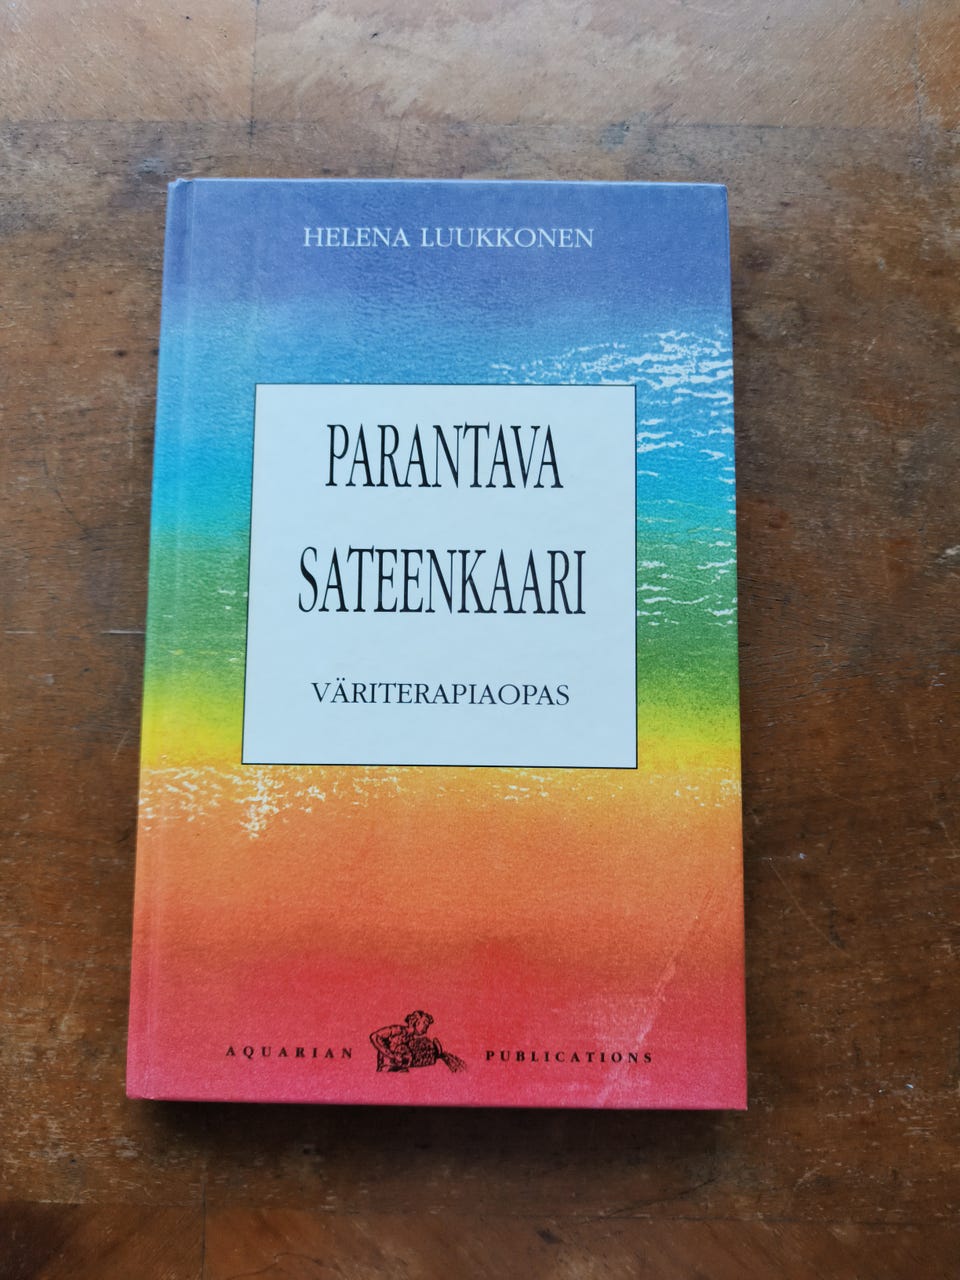 HELENA LUUKKONEN
PARANTAVA
SATEENKAARI
VÄRITERAPIAOPAS
AQUARIAN PUBLICATIONS